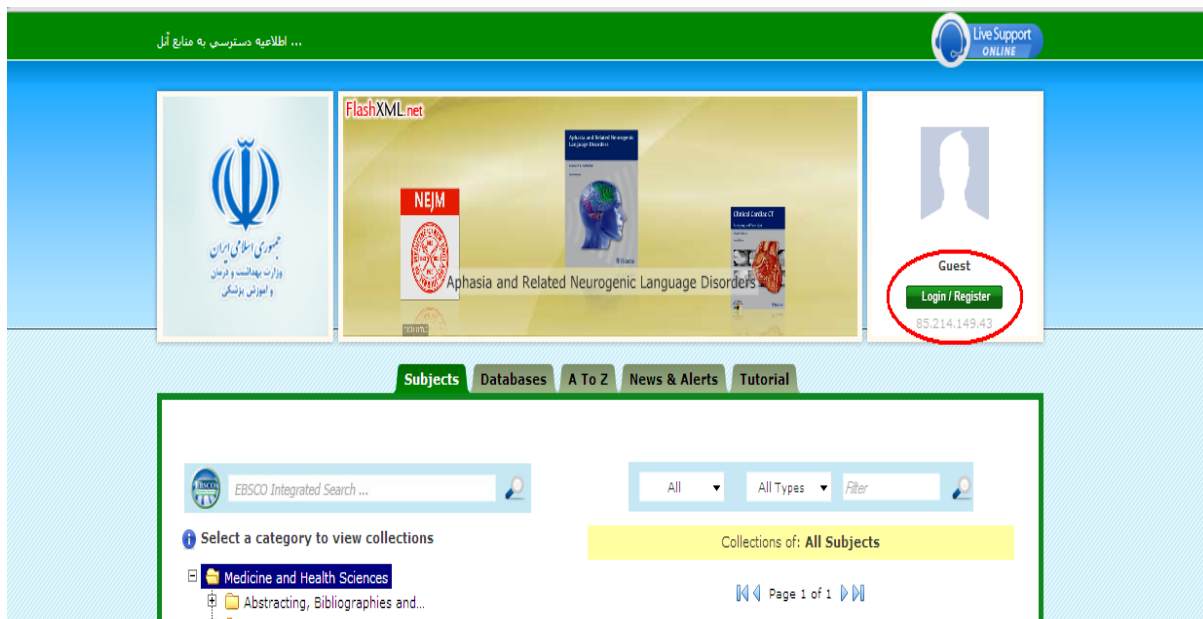 ... اطلاعیه دسترسي به منابع أنل
Live Support
ONLINE
جمهوری اسلامی ایران
وزارت بهداشت و درمان
و آموزش پزشکی
FlashXML.net
NEJM
Aphasia and Related Neurogenic
Language Disorders
Clinical Cardiac CT
Aphasia and Related Neurogenic Language Disorders
Guest
Login / Register
85.214.149.43
Subjects
Databases
A To Z
News & Alerts
Tutorial
EBSCO
EBSCO Integrated Search ...
All
All Types
Filter
Select a category to view collections
Collections of: All Subjects
Medicine and Health Sciences
Abstracting, Bibliographies and...
Page 1 of 1